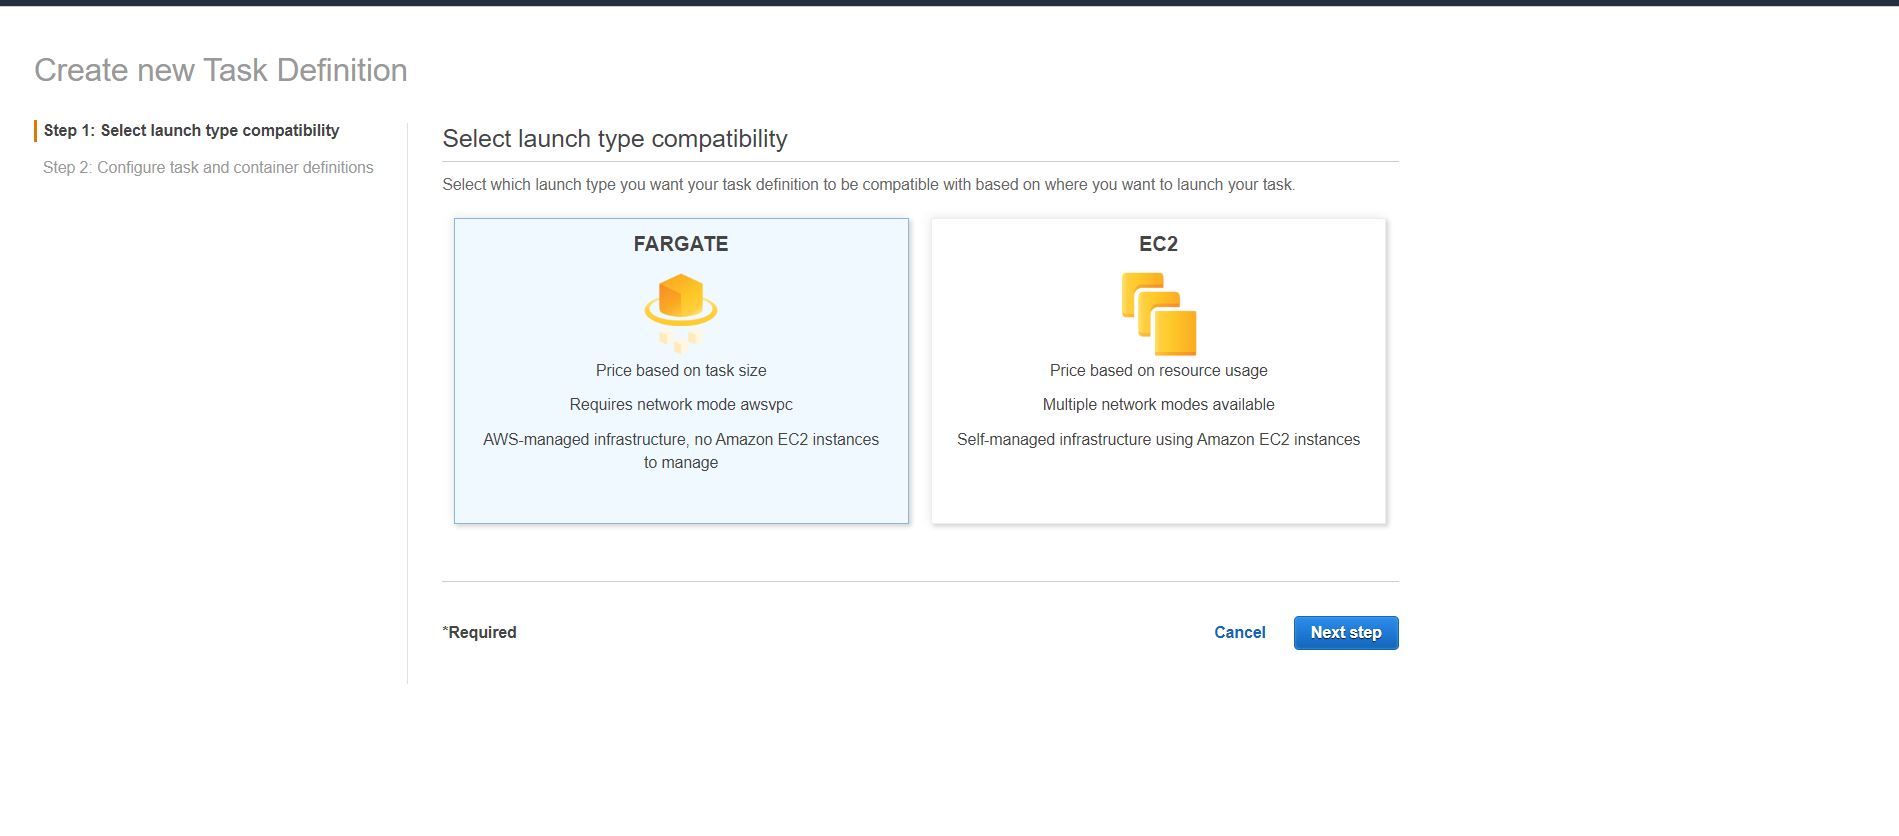 Create new Task Definition
Step 1: Select launch type compatibility
Step 2: Configure task and container definitions
Select launch type compatibility
Select which launch type you want your task definition to be compatible with based on where you want to launch your task.
FARGATE
Price based on task size
Requires network mode awsvpc
AWS-managed infrastructure, no Amazon EC2 instances
to manage
EC2
Price based on resource usage
Multiple network modes available
Self-managed infrastructure using Amazon EC2 instances
*Required
Cancel
Next step